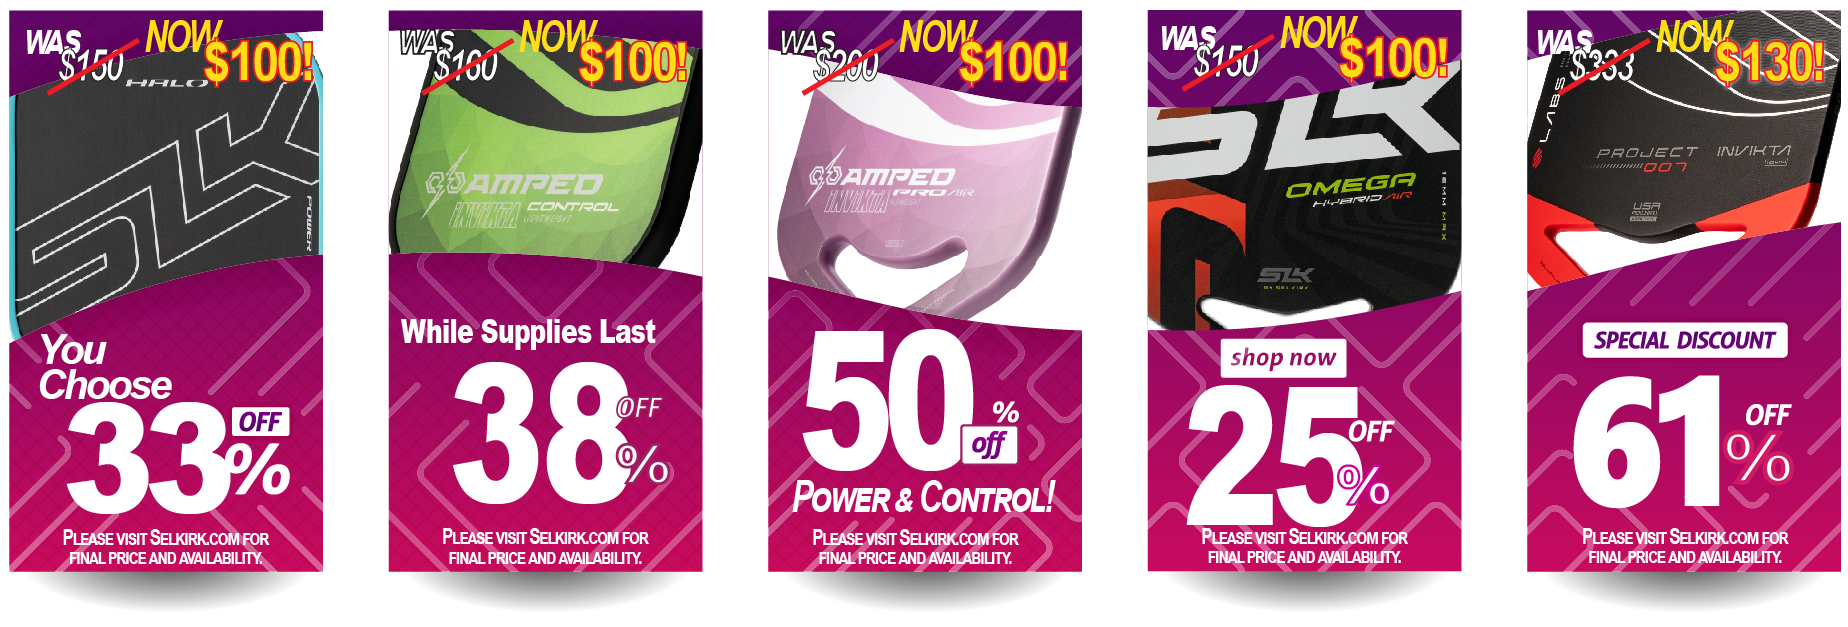 WAS NOW
$150 $100!
HALO
SLK
POWER
You
Choose
33 OFF
%
PLEASE VISIT SELKIRK.COM FOR
FINAL PRICE AND AVAILABILITY.
WAS NOW
$160 $100!
AMPED
INVIKTA CONTROL
LIGHTWEIGHT
While Supplies Last
38 OFF
%
PLEASE VISIT SELKIRK.COM FOR
FINAL PRICE AND AVAILABILITY.
WAS NOW
$200 $100!
AMPED
INVIKTA PRO AIR
50 %
off
POWER & CONTROL!
PLEASE VISIT SELKIRK.COM FOR
FINAL PRICE AND AVAILABILITY.
WAS NOW
$150 $100!
SLK
OMEGA
HYBRID AIR
16MM MAX
SLK
BY SELKIRK
shop now
25 OFF
%
PLEASE VISIT SELKIRK.COM FOR
FINAL PRICE AND AVAILABILITY.
WAS NOW
$333 $130!
LABS
PROJECT INVIKTA
007
USA
SPECIAL DISCOUNT
61 OFF
%
PLEASE VISIT SELKIRK.COM FOR
FINAL PRICE AND AVAILABILITY.